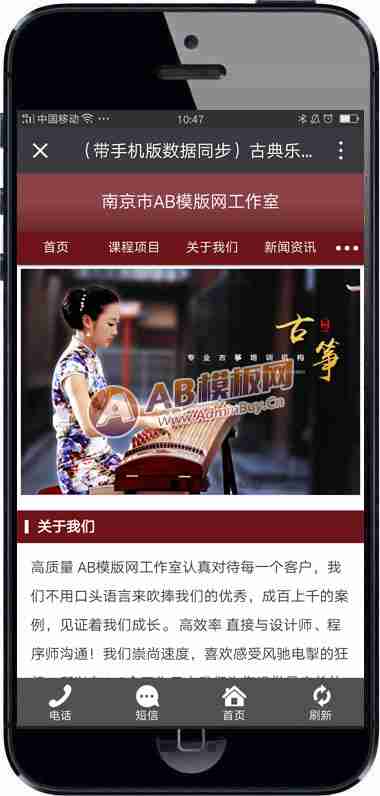 中国移动
10:47
（带手机版数据同步）古典乐...
南京市AB模版网工作室
首页 课程项目 关于我们 新闻资讯
古筝
专业古筝培训机构
AB模板网
www.AdminBuy.Cn
关于我们
高质量 AB模版网工作室认真对待每一个客户，我
们不用口头语言来吹捧我们的优秀，成百上千的案
例，见证着我们成长。 高效率 直接与设计师、程
序师沟通！我们崇尚速度，喜欢感受风驰电掣的狂
电话 短信 首页 刷新